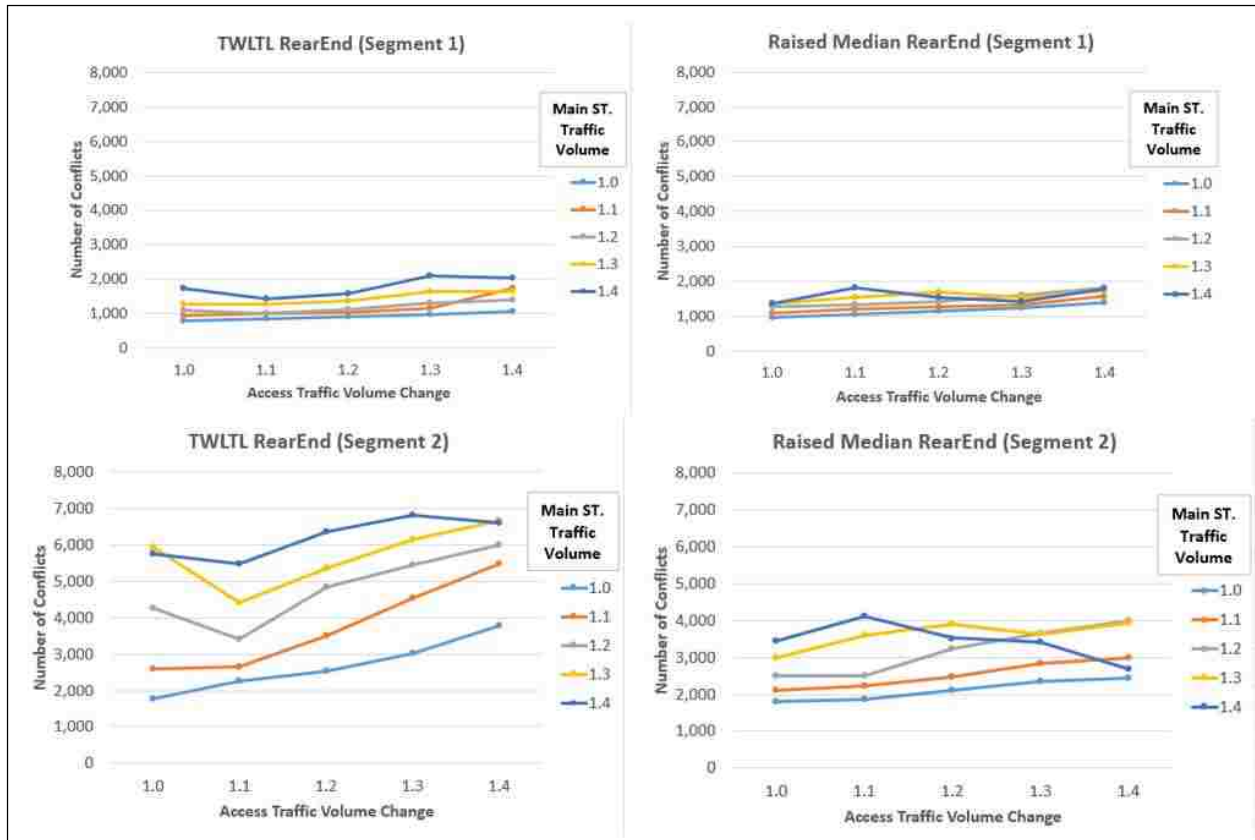 TWLTL RearEnd (Segment 1)
8,000
7,000
6,000
5,000
4,000
3,000
2,000
1,000
0
Number of Conflicts
1.0 1.1 1.2 1.3 1.4
Access Traffic Volume Change
Main ST.
Traffic
Volume
1.0
1.1
1.2
1.3
1.4
Raised Median RearEnd (Segment 1)
8,000
7,000
6,000
5,000
4,000
3,000
2,000
1,000
0
Number of Conflicts
1.0 1.1 1.2 1.3 1.4
Access Traffic Volume Change
Main ST.
Traffic
Volume
1.0
1.1
1.2
1.3
1.4
TWLTL RearEnd (Segment 2)
8,000
7,000
6,000
5,000
4,000
3,000
2,000
1,000
0
Number of Conflicts
1.0 1.1 1.2 1.3 1.4
Access Traffic Volume Change
Main ST.
Traffic
Volume
1.0
1.1
1.2
1.3
1.4
Raised Median RearEnd (Segment 2)
8,000
7,000
6,000
5,000
4,000
3,000
2,000
1,000
0
Number of Conflicts
1.0 1.1 1.2 1.3 1.4
Access Traffic Volume Change
Main ST.
Traffic
Volume
1.0
1.1
1.2
1.3
1.4